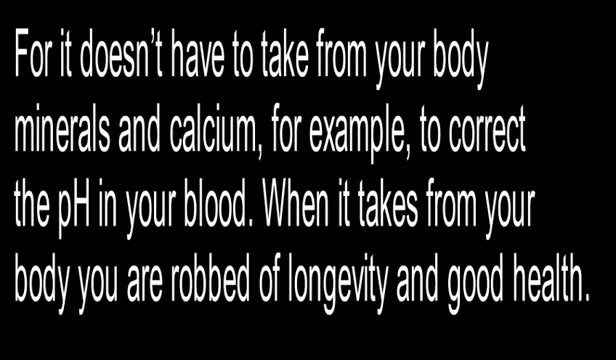 For it doesn’t have to take from your body
minerals and calcium, for example, to correct
the pH in your blood. When it takes from your
body you are robbed of longevity and good health.